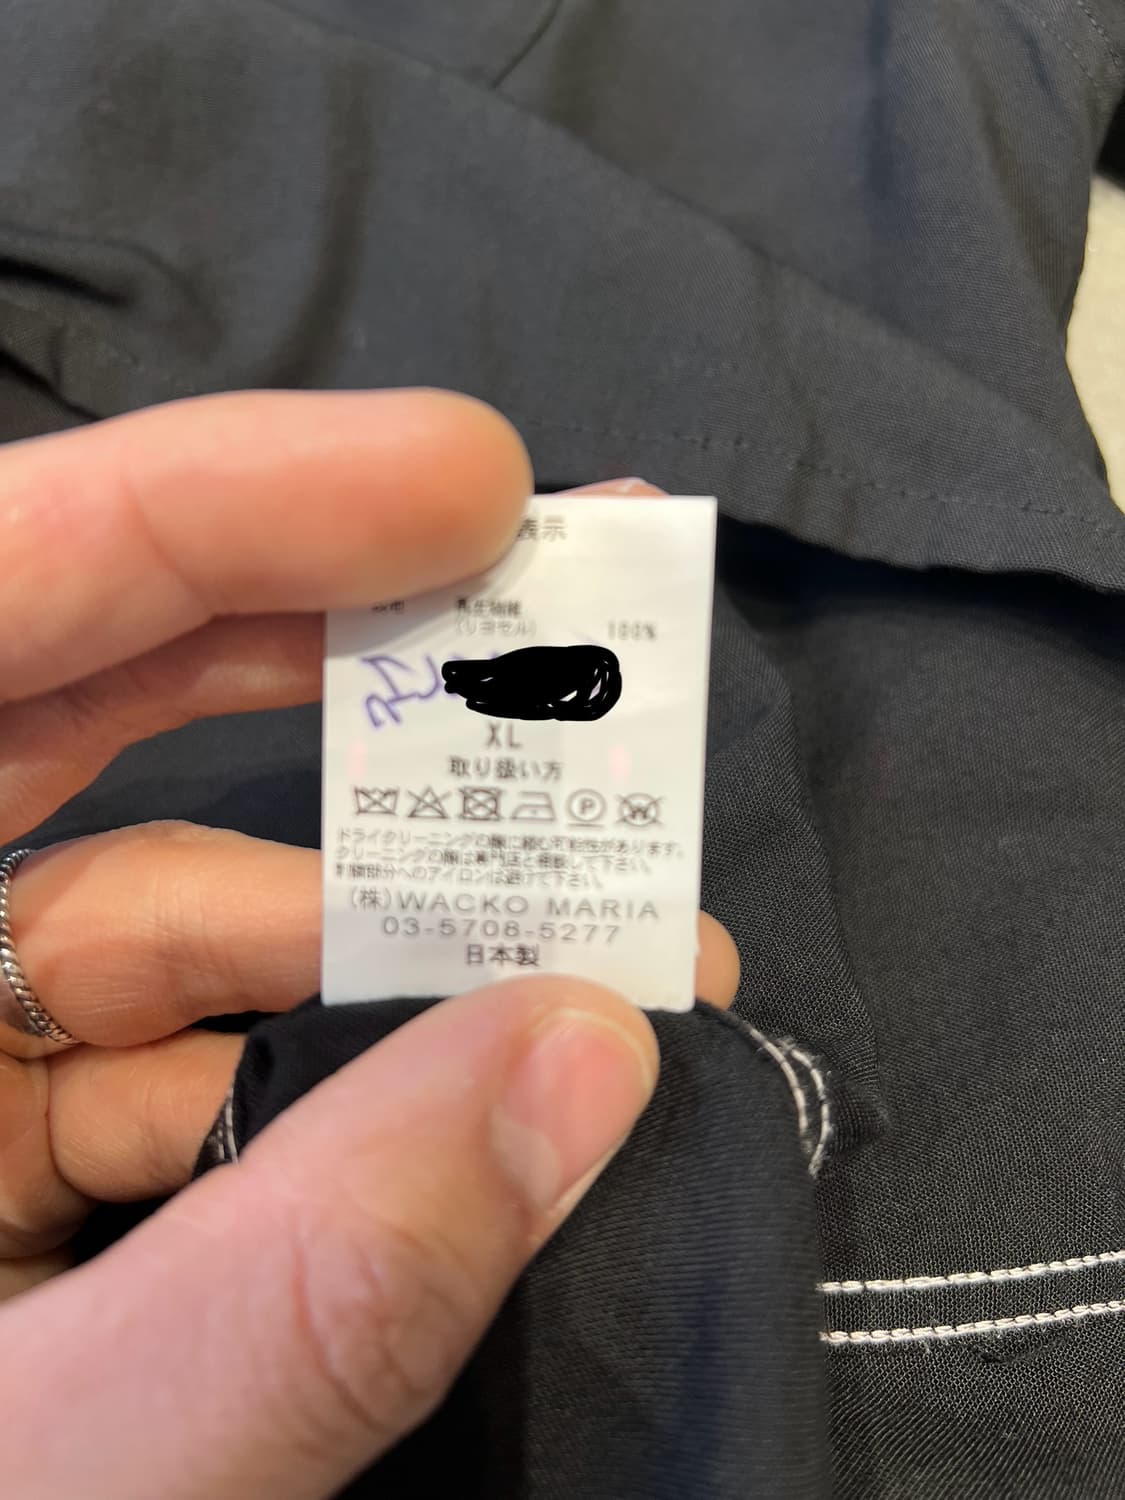 表示
再生繊維
(リヨセル) 100%
XL
取り扱い方
P W
ドライクリーニングの際に縮む可能性があります。
クリーニングの際は専門店と相談して下さい。
刺繍部分へのアイロンは避けて下さい。
(株)WACKO MARIA
03-5708-5277
日本製